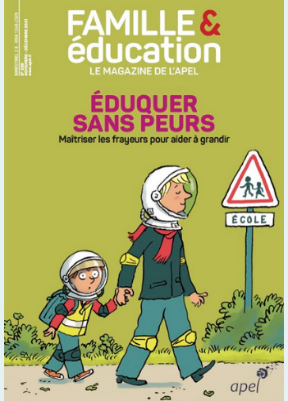 FAMILLE &
éducation
LE MAGAZINE DE L'APEL
ÉDUQUER
SANS PEURS
Maîtriser les frayeurs pour aider à grandir
ÉCOLE
apel